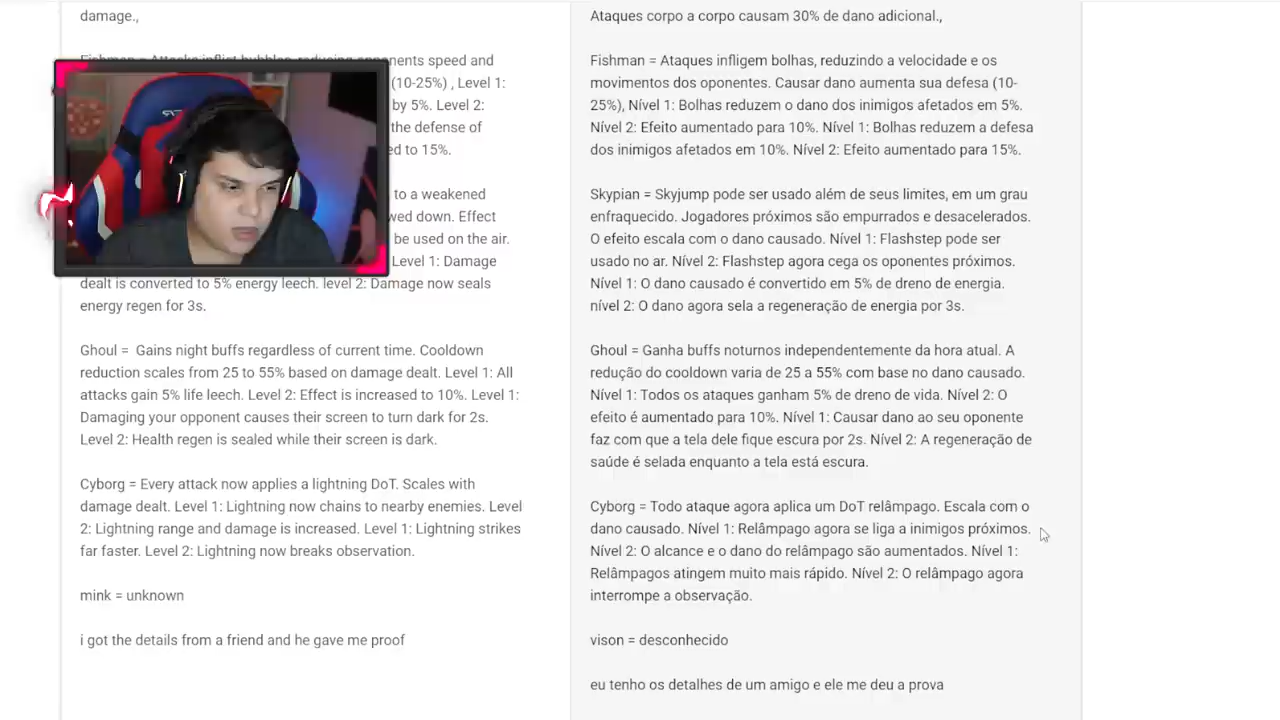 damage.,
Fishman = Attacks inflict bubbles, reducing opponents speed and
(10-25%) , Level 1:
by 5%. Level 2:
the defense of
ed to 15%.
to a weakened
wed down. Effect
be used on the air.
Level 1: Damage
dealt is converted to 5% energy leech. level 2: Damage now seals
energy regen for 3s.
Ghoul = Gains night buffs regardless of current time. Cooldown
reduction scales from 25 to 55% based on damage dealt. Level 1: All
attacks gain 5% life leech. Level 2: Effect is increased to 10%. Level 1:
Damaging your opponent causes their screen to turn dark for 2s.
Level 2: Health regen is sealed while their screen is dark.
Cyborg = Every attack now applies a lightning DoT. Scales with
damage dealt. Level 1: Lightning now chains to nearby enemies. Level
2: Lightning range and damage is increased. Level 1: Lightning strikes
far faster. Level 2: Lightning now breaks observation.
mink = unknown
i got the details from a friend and he gave me proof
Ataques corpo a corpo causam 30% de dano adicional.,
Fishman = Ataques infligem bolhas, reduzindo a velocidade e os
movimentos dos oponentes. Causar dano aumenta sua defesa (10-
25%), Nível 1: Bolhas reduzem o dano dos inimigos afetados em 5%.
Nível 2: Efeito aumentado para 10%. Nível 1: Bolhas reduzem a defesa
dos inimigos afetados em 10%. Nível 2: Efeito aumentado para 15%.
Skypian = Skyjump pode ser usado além de seus limites, em um grau
enfraquecido. Jogadores próximos são empurrados e desacelerados.
O efeito escala com o dano causado. Nível 1: Flashstep pode ser
usado no ar. Nível 2: Flashstep agora cega os oponentes próximos.
Nível 1: O dano causado é convertido em 5% de dreno de energia.
nível 2: O dano agora sela a regeneração de energia por 3s.
Ghoul = Ganha buffs noturnos independentemente da hora atual. A
redução do cooldown varia de 25 a 55% com base no dano causado.
Nível 1: Todos os ataques ganham 5% de dreno de vida. Nível 2: O
efeito é aumentado para 10%. Nível 1: Causar dano ao seu oponente
faz com que a tela dele fique escura por 2s. Nível 2: A regeneração de
saúde é selada enquanto a tela está escura.
Cyborg = Todo ataque agora aplica um DoT relâmpago. Escala com o
dano causado. Nível 1: Relâmpago agora se liga a inimigos próximos.
Nível 2: O alcance e o dano do relâmpago são aumentados. Nível 1:
Relâmpagos atingem muito mais rápido. Nível 2: O relâmpago agora
interrompe a observação.
vison = desconhecido
eu tenho os detalhes de um amigo e ele me deu a prova